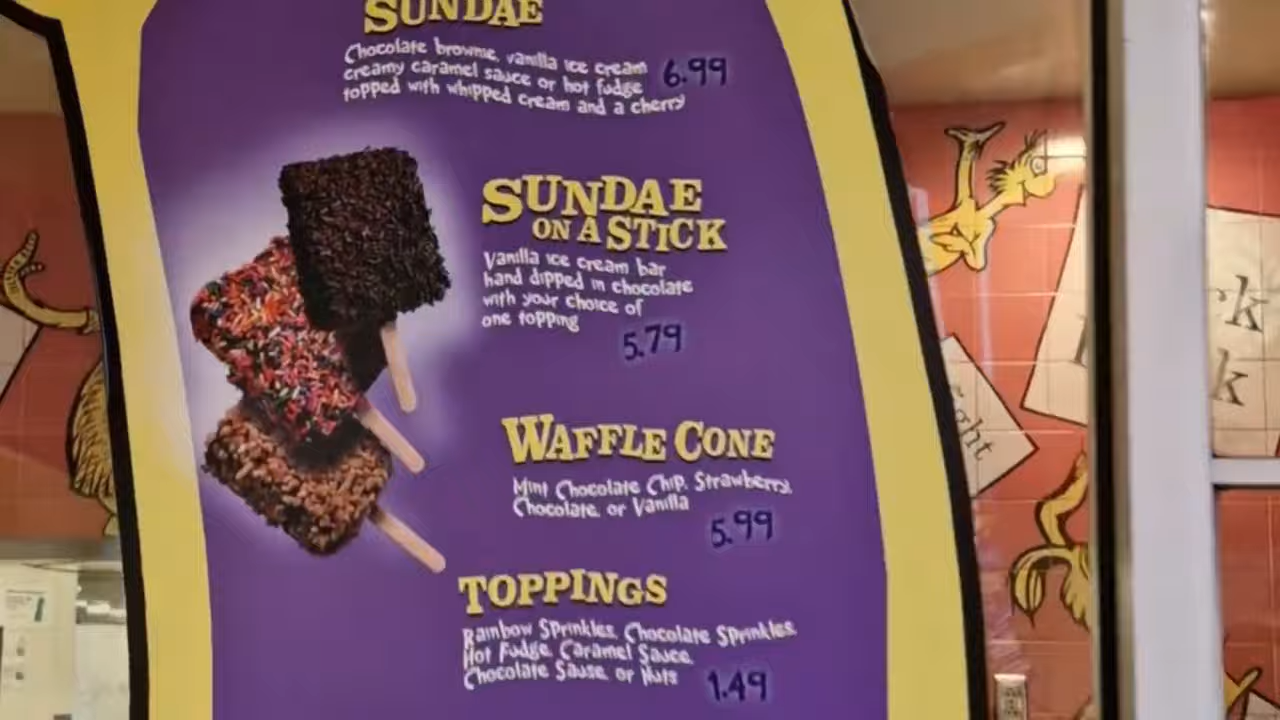 SUNDAE
Chocolate brownie, vanilla ice cream
creamy caramel sauce or hot fudge
topped with whipped cream and a cherry
6.99
SUNDAE
ON A STICK
Vanilla ice cream bar
hand dipped in chocolate
with your choice of
one topping
5.79
WAFFLE CONE
Mint Chocolate Chip, Strawberry,
Chocolate, or Vanilla
5.99
TOPPINGS
Rainbow Sprinkles, Chocolate Sprinkles,
Hot Fudge, Caramel Sauce,
Chocolate Sause, or Nuts
1.49